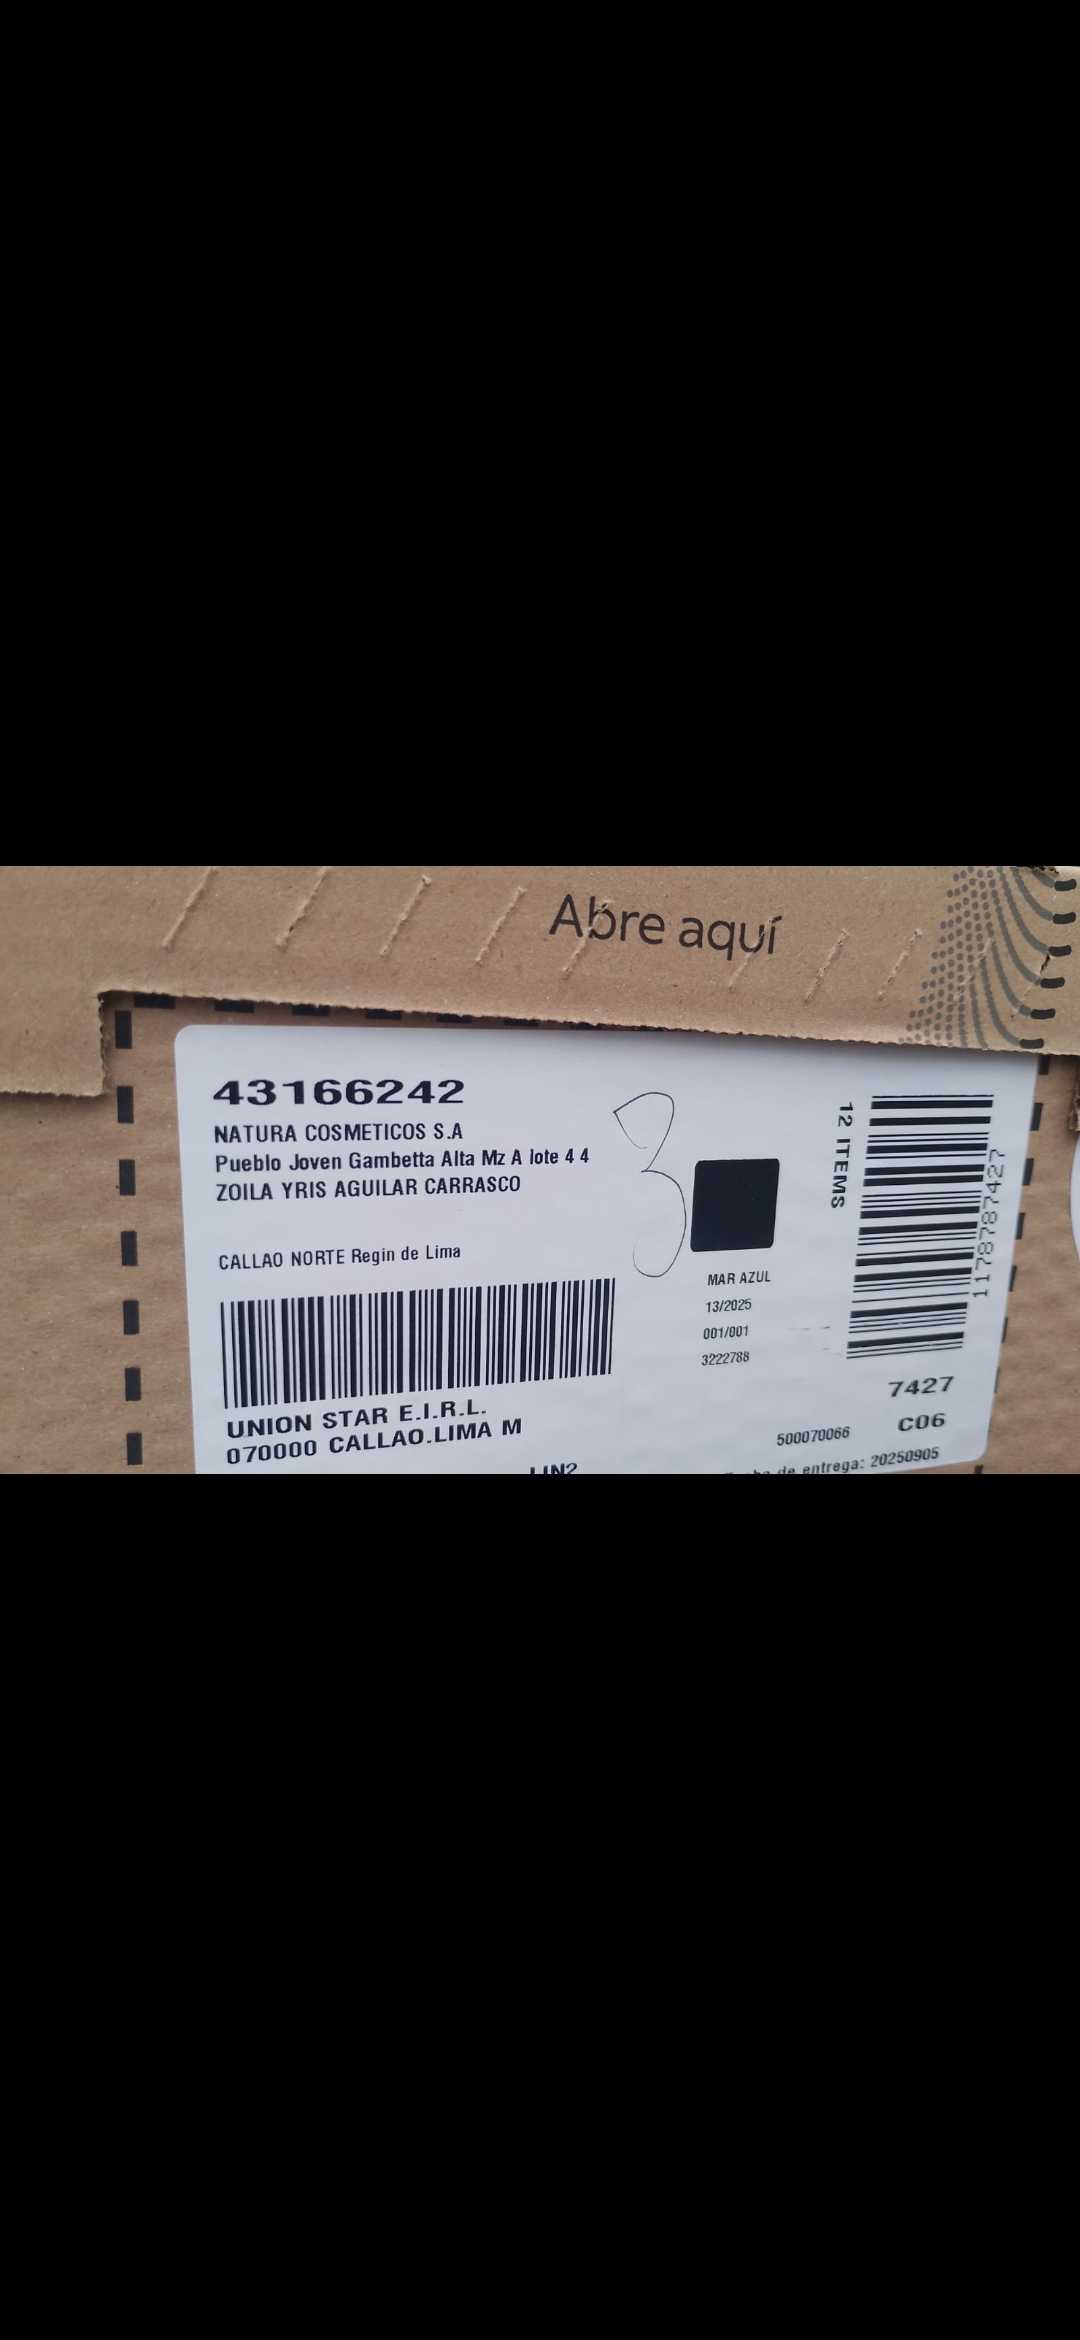 Abre aquí
43166242
NATURA COSMETICOS S.A
Pueblo Joven Gambetta Alta Mz A lote 4 4
ZOILA YRIS AGUILAR CARRASCO
3
CALLAO NORTE Regin de Lima
UNION STAR E.I.R.L.
070000 CALLAO.LIMA M
LIN2
MAR AZUL
13/2025
001/001
3222788
12 ITEMS
1178787427
7427
C06
500070066
de entrega: 20250905